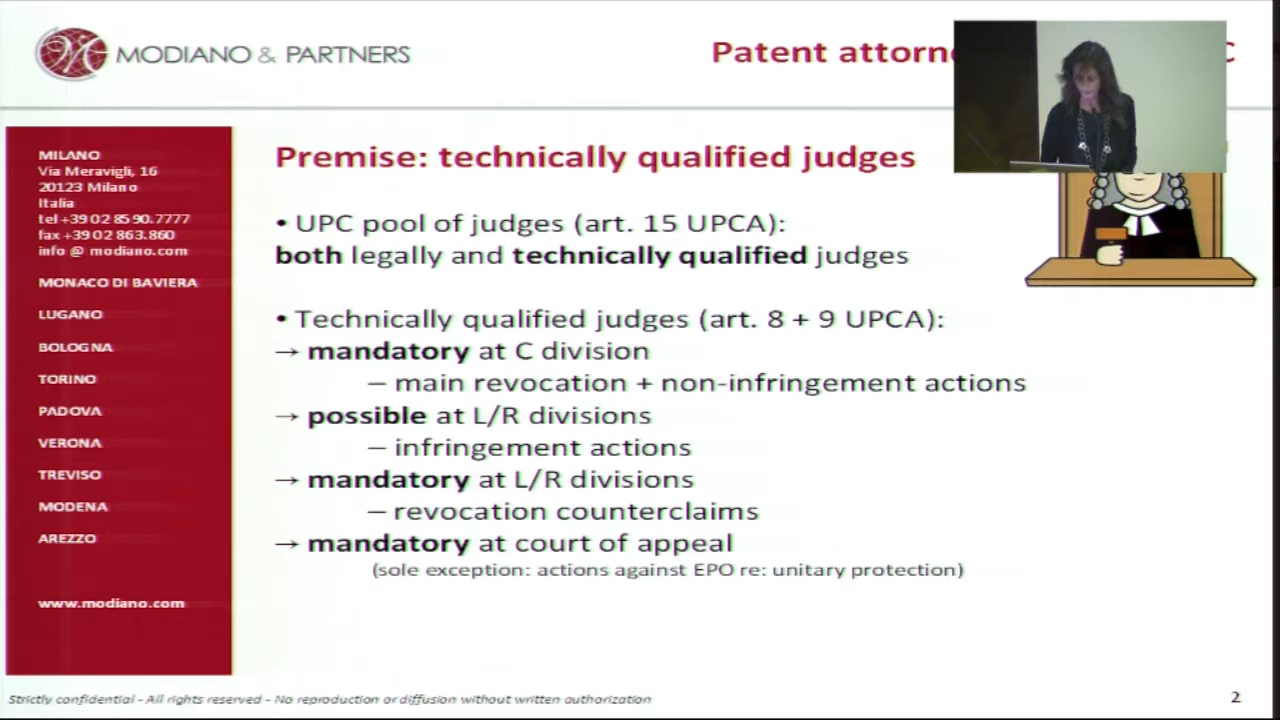 MODIANO & PARTNERS
Patent
MILANO
Via Meravigli, 16
20123 Milano
Italia
tel +39 02 8590.7777
fax +39 02 863.860
info @ modiano.com
MONACO DI BAVIERA
LUGANO
BOLOGNA
TORINO
PADOVA
VERONA
TREVISO
MODENA
AREZZO
www.modiano.com
Premise: technically qualified judges
• UPC pool of judges (art. 15 UPCA):
both legally and technically qualified judges
• Technically qualified judges (art. 8 + 9 UPCA):
→ mandatory at C division
– main revocation + non-infringement actions
→ possible at L/R divisions
– infringement actions
→ mandatory at L/R divisions
– revocation counterclaims
→ mandatory at court of appeal
(sole exception: actions against EPO re: unitary protection)
Strictly confidential - All rights reserved - No reproduction or diffusion without written authorization
2